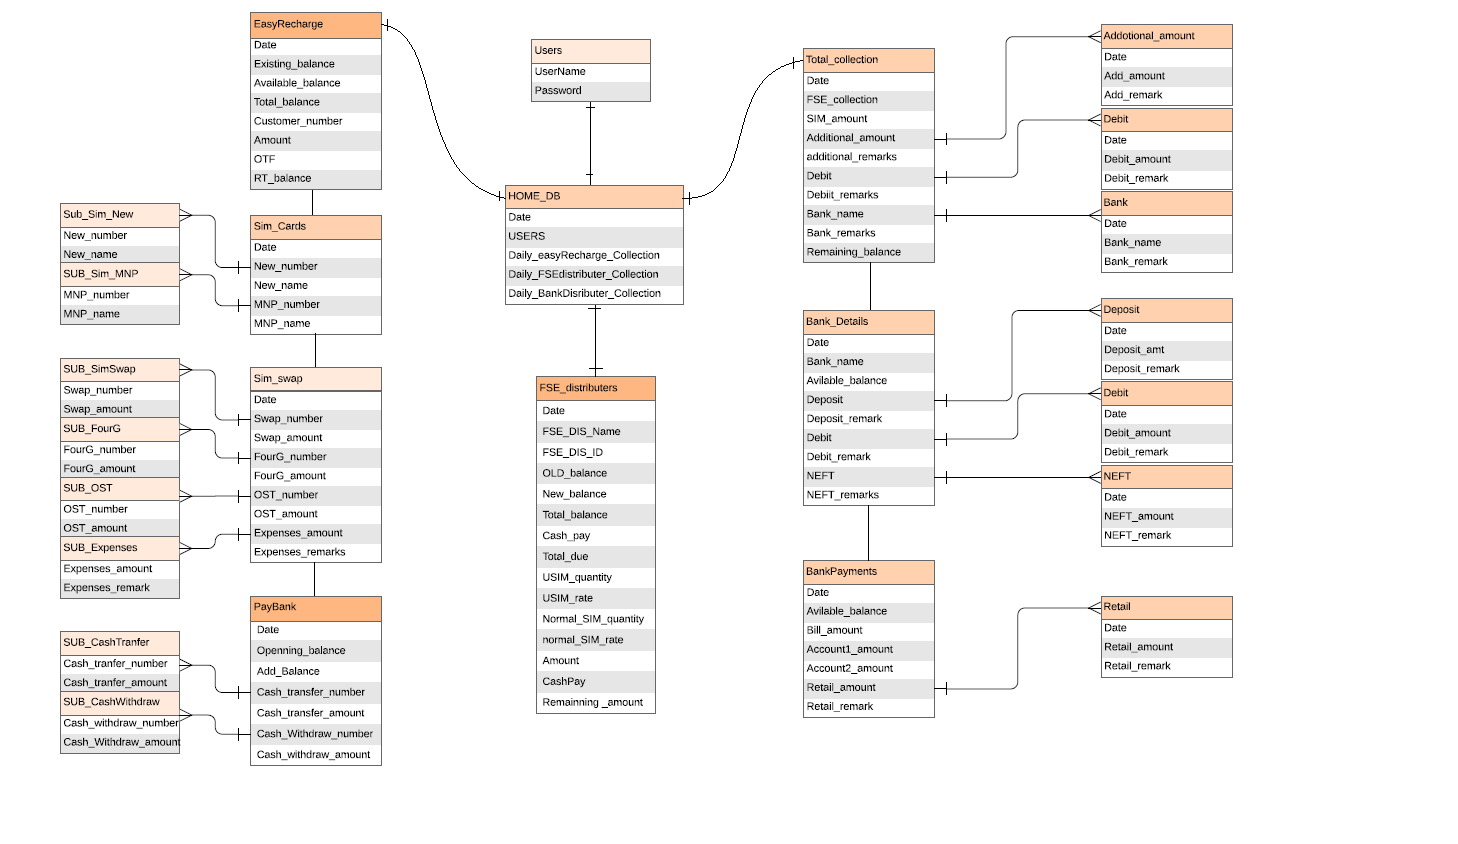 EasyRecharge
Date
Existing_balance
Available_balance
Total_balance
Customer_number
Amount
OTF
RT_balance
Sub_Sim_New
New_number
New_name
SUB_Sim_MNP
MNP_number
MNP_name
Sim_Cards
Date
New_number
New_name
MNP_number
MNP_name
SUB_SimSwap
Swap_number
Swap_amount
SUB_FourG
FourG_number
FourG_amount
SUB_OST
OST_number
OST_amount
SUB_Expenses
Expenses_amount
Expenses_remark
Sim_swap
Date
Swap_number
Swap_amount
FourG_number
FourG_amount
OST_number
OST_amount
Expenses_amount
Expenses_remarks
SUB_CashTranfer
Cash_tranfer_number
Cash_tranfer_amount
SUB_CashWithdraw
Cash_withdraw_number
Cash_Withdraw_amount
PayBank
Date
Openning_balance
Add_Balance
Cash_transfer_number
Cash_transfer_amount
Cash_Withdraw_number
Cash_withdraw_amount
Users
UserName
Password
HOME_DB
Date
USERS
Daily_easyRecharge_Collection
Daily_FSEdistributer_Collection
Daily_BankDisributer_Collection
FSE_distributers
Date
FSE_DIS_Name
FSE_DIS_ID
OLD_balance
New_balance
Total_balance
Cash_pay
Total_due
USIM_quantity
USIM_rate
Normal_SIM_quantity
normal_SIM_rate
Amount
CashPay
Remainning _amount
Total_collection
Date
FSE_collection
SIM_amount
Additional_amount
additional_remarks
Debit
Debiit_remarks
Bank_name
Bank_remarks
Remaining_balance
Bank_Details
Date
Bank_name
Avilable_balance
Deposit
Deposit_remark
Debit
Debit_remark
NEFT
NEFT_remarks
BankPayments
Date
Avilable_balance
Bill_amount
Account1_amount
Account2_amount
Retail_amount
Retail_remark
Addotional_amount
Date
Add_amount
Add_remark
Debit
Date
Debit_amount
Debit_remark
Bank
Date
Bank_name
Bank_remark
Deposit
Date
Deposit_amt
Deposit_remark
Debit
Date
Debit_amount
Debit_remark
NEFT
Date
NEFT_amount
NEFT_remark
Retail
Date
Retail_amount
Retail_remark